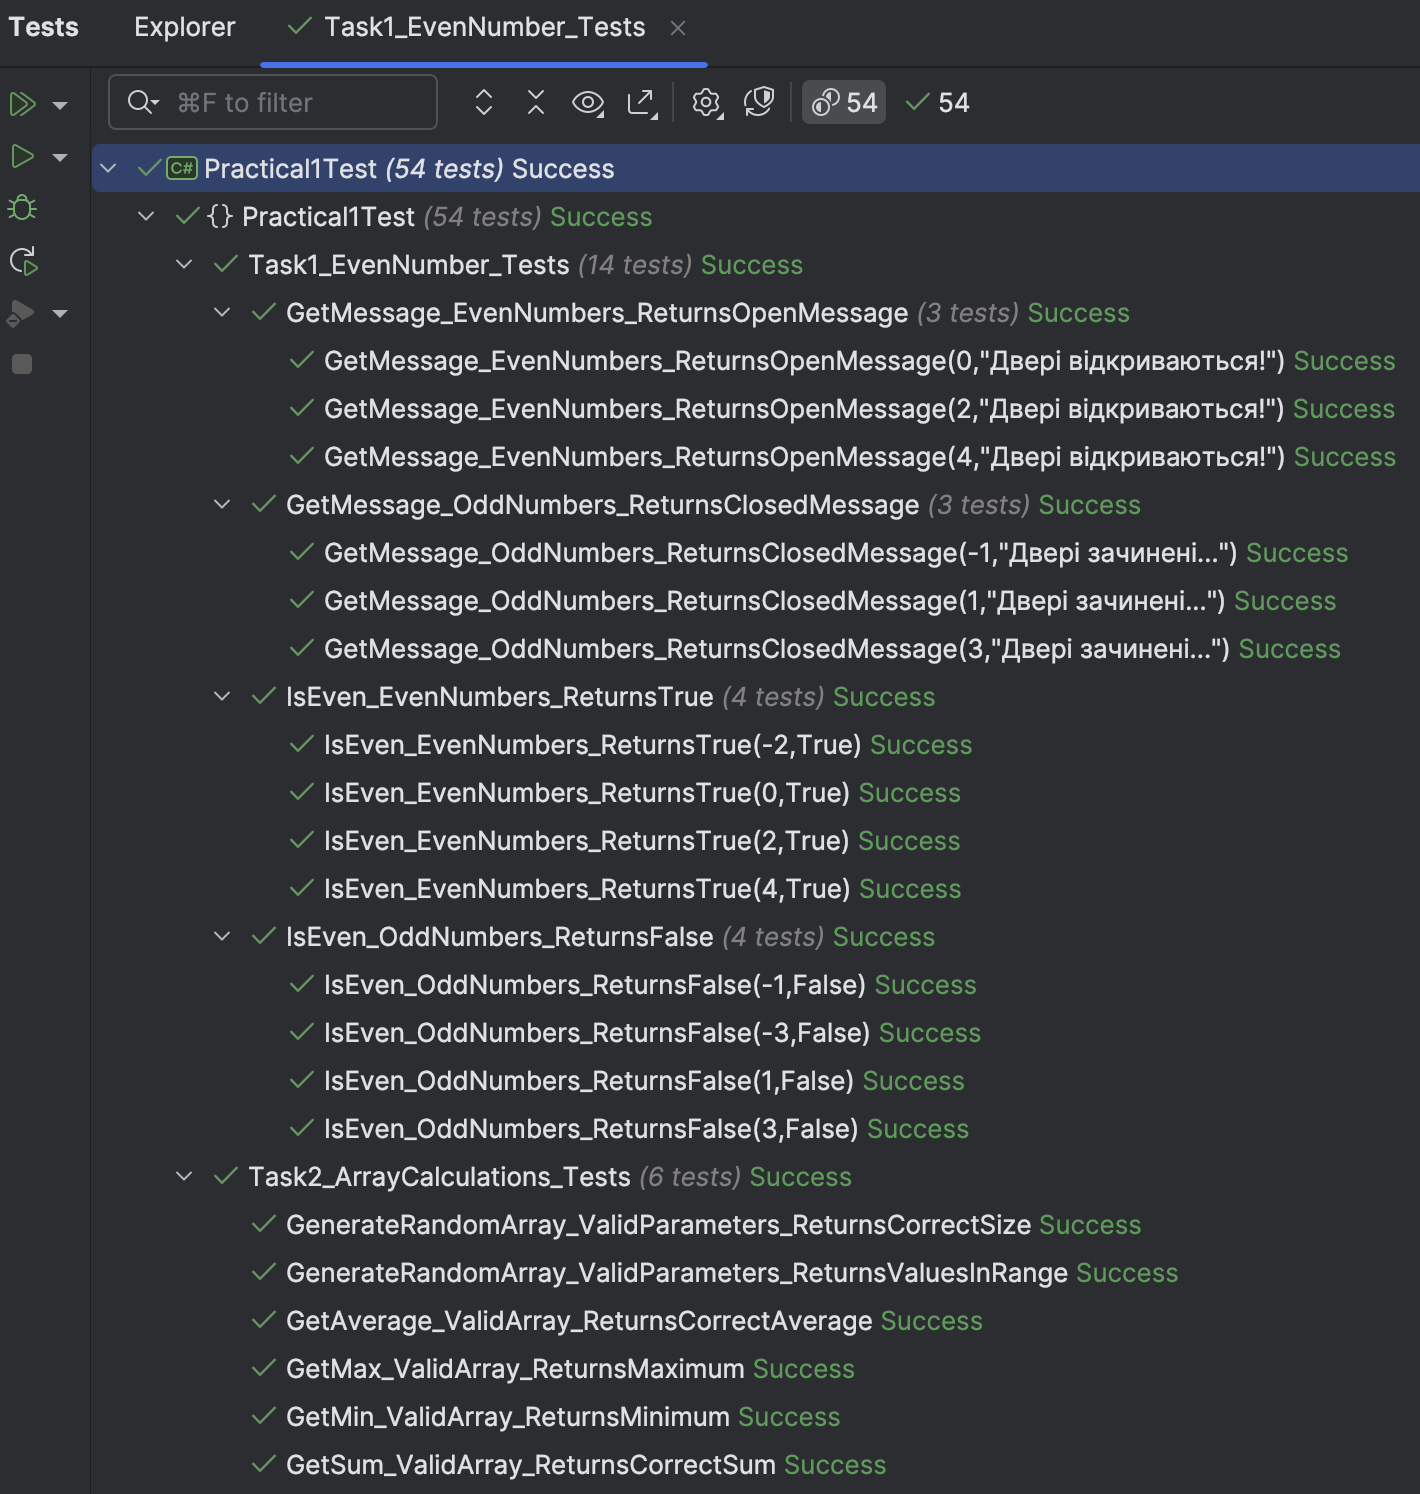 Tests Explorer Task1_EvenNumber_Tests
⌘F to filter 54 54
C# Practical1Test (54 tests) Success
{} Practical1Test (54 tests) Success
Task1_EvenNumber_Tests (14 tests) Success
GetMessage_EvenNumbers_ReturnsOpenMessage (3 tests) Success
GetMessage_EvenNumbers_ReturnsOpenMessage(0,"Двері відкриваються!") Success
GetMessage_EvenNumbers_ReturnsOpenMessage(2,"Двері відкриваються!") Success
GetMessage_EvenNumbers_ReturnsOpenMessage(4,"Двері відкриваються!") Success
GetMessage_OddNumbers_ReturnsClosedMessage (3 tests) Success
GetMessage_OddNumbers_ReturnsClosedMessage(-1,"Двері зачинені...") Success
GetMessage_OddNumbers_ReturnsClosedMessage(1,"Двері зачинені...") Success
GetMessage_OddNumbers_ReturnsClosedMessage(3,"Двері зачинені...") Success
IsEven_EvenNumbers_ReturnsTrue (4 tests) Success
IsEven_EvenNumbers_ReturnsTrue(-2,True) Success
IsEven_EvenNumbers_ReturnsTrue(0,True) Success
IsEven_EvenNumbers_ReturnsTrue(2,True) Success
IsEven_EvenNumbers_ReturnsTrue(4,True) Success
IsEven_OddNumbers_ReturnsFalse (4 tests) Success
IsEven_OddNumbers_ReturnsFalse(-1,False) Success
IsEven_OddNumbers_ReturnsFalse(-3,False) Success
IsEven_OddNumbers_ReturnsFalse(1,False) Success
IsEven_OddNumbers_ReturnsFalse(3,False) Success
Task2_ArrayCalculations_Tests (6 tests) Success
GenerateRandomArray_ValidParameters_ReturnsCorrectSize Success
GenerateRandomArray_ValidParameters_ReturnsValuesInRange Success
GetAverage_ValidArray_ReturnsCorrectAverage Success
GetMax_ValidArray_ReturnsMaximum Success
GetMin_ValidArray_ReturnsMinimum Success
GetSum_ValidArray_ReturnsCorrectSum Success